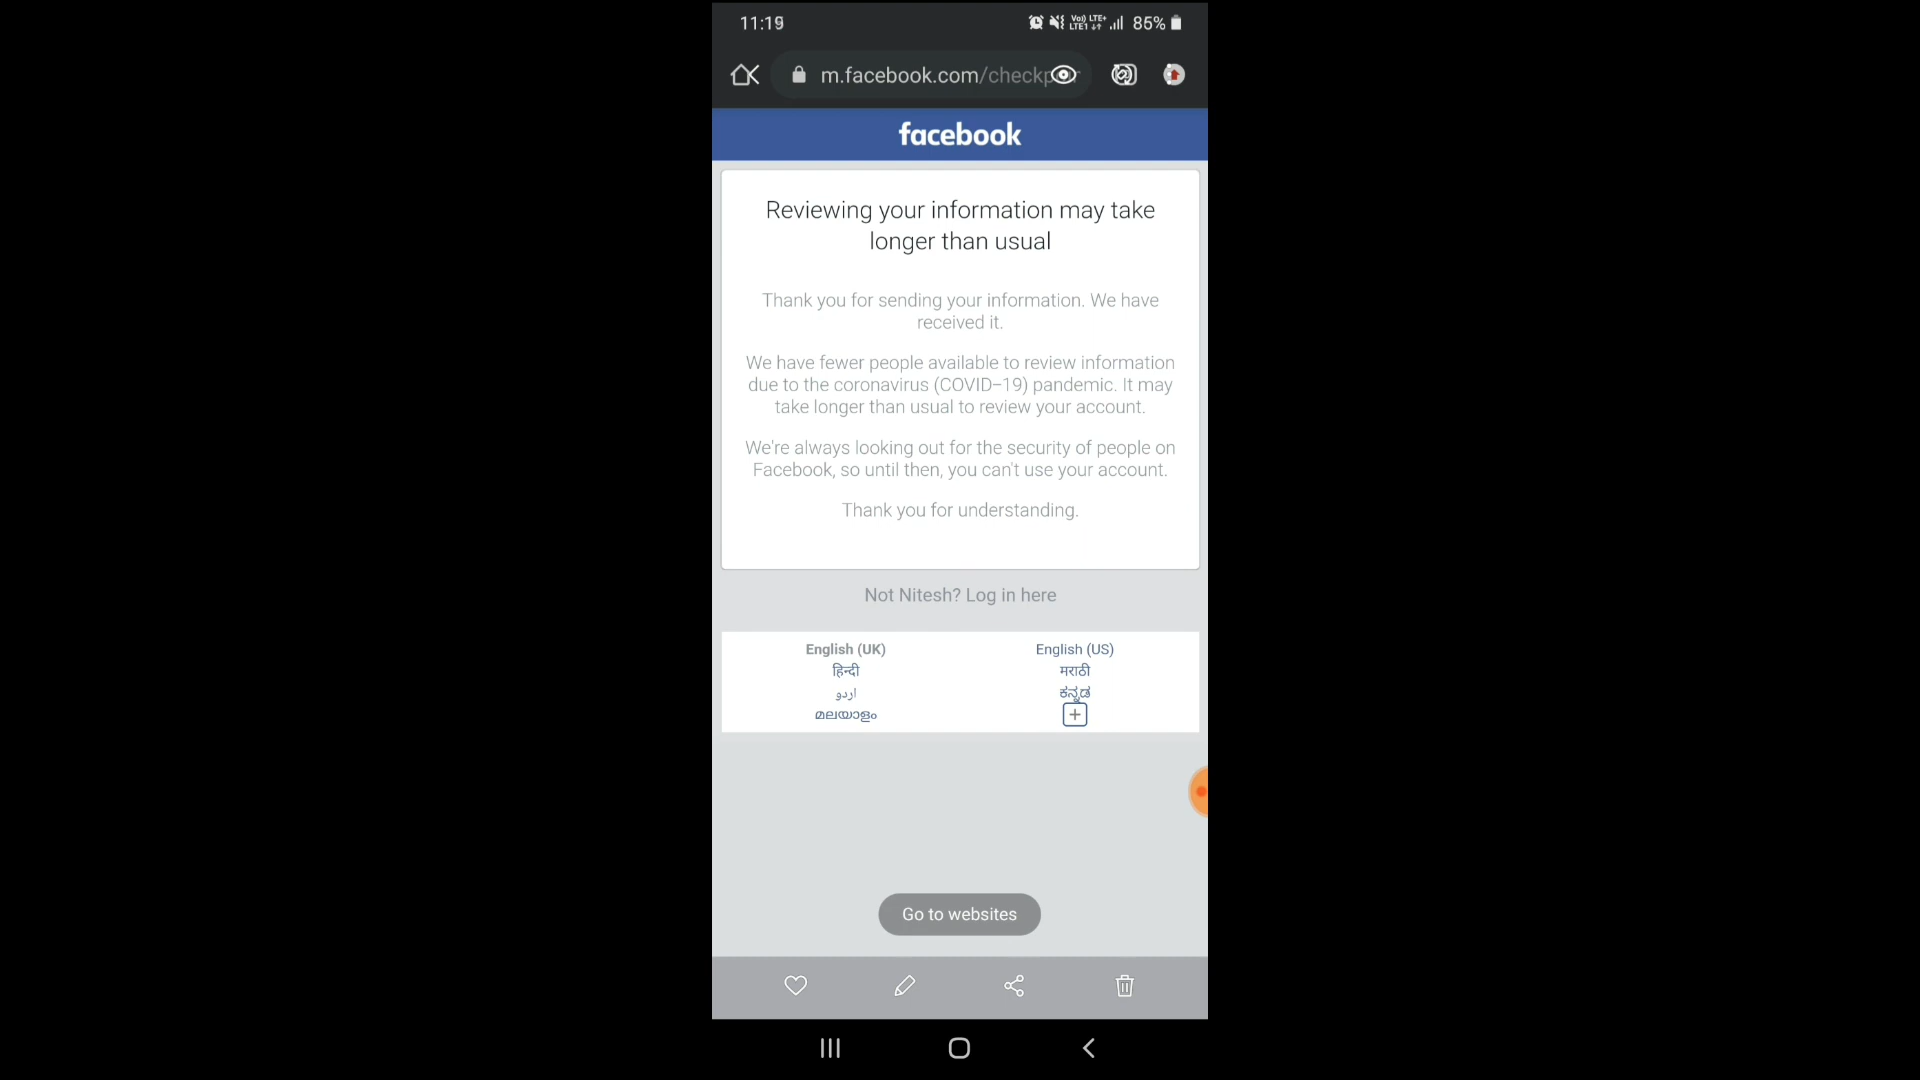 11:19
Vo) LTE+
LTE1
85%
m.facebook.com/checkp
facebook
Reviewing your information may take
longer than usual
Thank you for sending your information. We have
received it.
We have fewer people available to review information
due to the coronavirus (COVID-19) pandemic. It may
take longer than usual to review your account.
We're always looking out for the security of people on
Facebook, so until then, you can't use your account.
Thank you for understanding.
Not Nitesh? Log in here
English (UK)
English (US)
हिन्दी
मराठी
اردو
ಕನ್ನಡ
മലയാളം
Go to websites